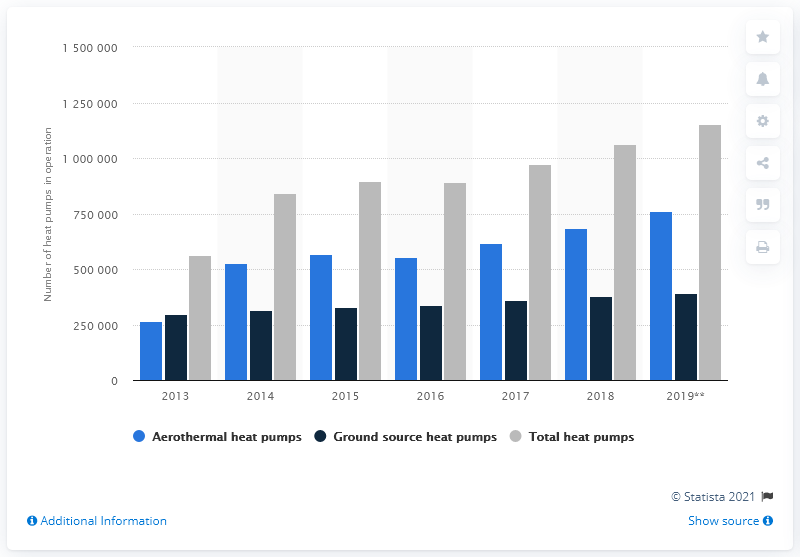 1 500 000
1 250 000
1 000 000
750 000
500 000
250 000
0
Number of heat pumps in operation
2013 2014 2015 2016 2017 2018 2019**
Aerothermal heat pumps Ground source heat pumps Total heat pumps
© Statista 2021
Additional Information Show source